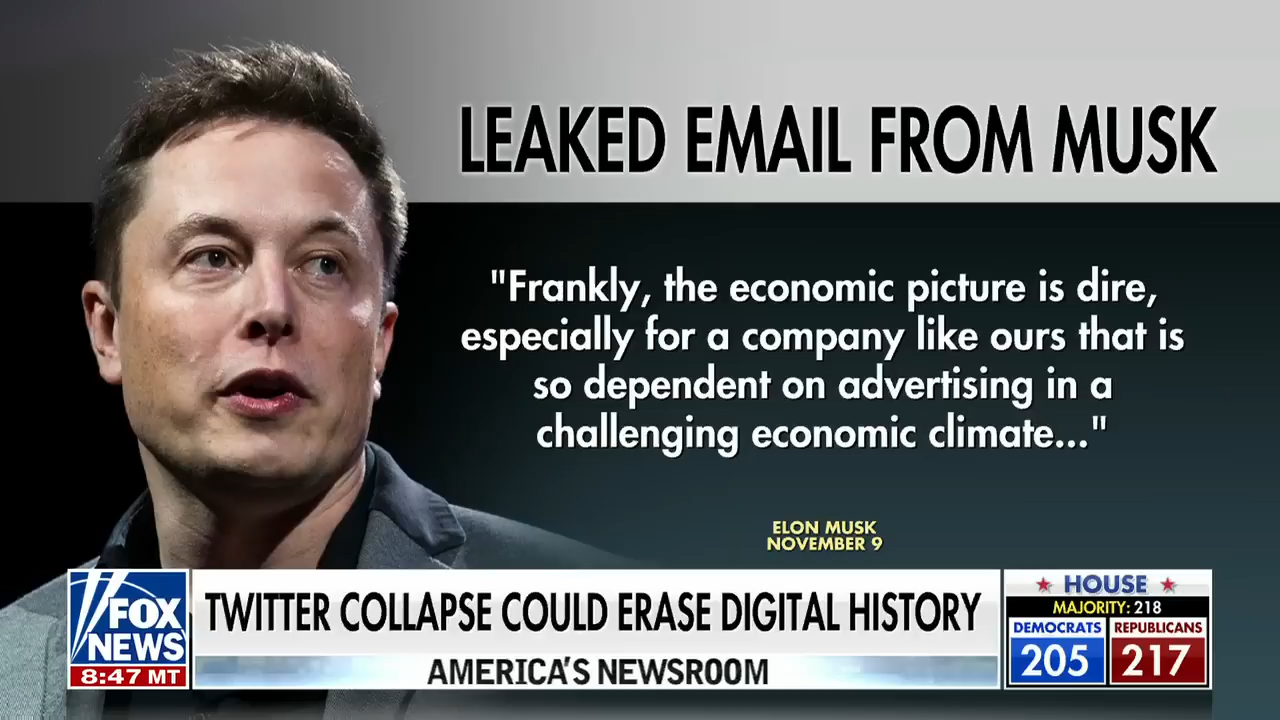 LEAKED EMAIL FROM MUSK
"Frankly, the economic picture is dire,
especially for a company like ours that is
so dependent on advertising in a
challenging economic climate..."
ELON MUSK
NOVEMBER 9
FOX
NEWS
8:47 MT
TWITTER COLLAPSE COULD ERASE DIGITAL HISTORY
AMERICA'S NEWSROOM
HOUSE
MAJORITY: 218
DEMOCRATS REPUBLICANS
205 217